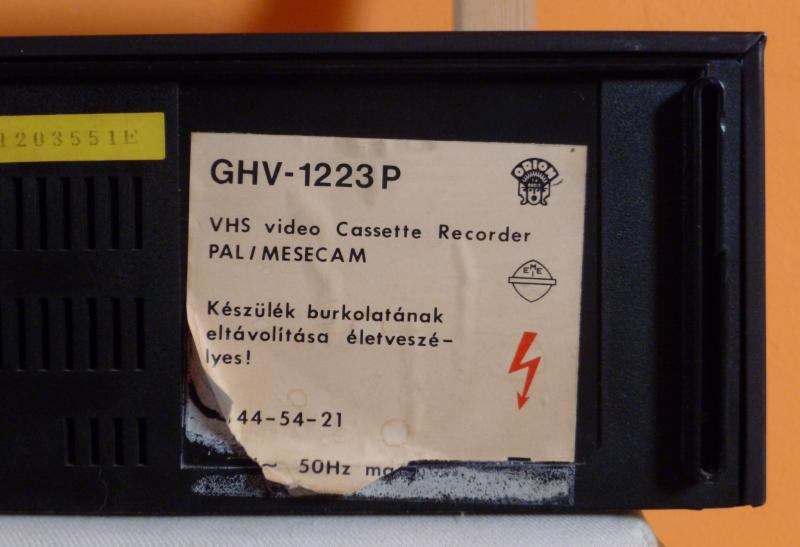 1203551E
GHV-1223P
ORION
VHS video Cassette Recorder
PAL/MESECAM
Készülék burkolatának
eltávolítása életveszé-
lyes!
44-54-21
~ 50Hz